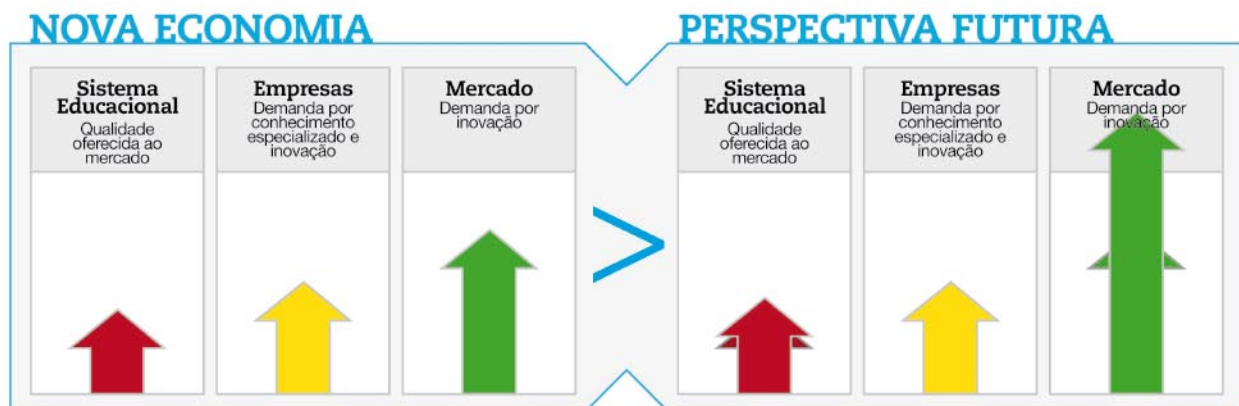 NOVA ECONOMIA
Sistema
Educacional
Qualidade
oferecida ao
mercado
Empresas
Demanda por
conhecimento
especializado e
inovação
Mercado
Demanda por
inovação
>
PERSPECTIVA FUTURA
Sistema
Educacional
Qualidade
oferecida ao
mercado
Empresas
Demanda por
conhecimento
especializado e
inovação
Mercado
Demanda por
inovação